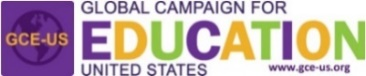 GCE-US
GLOBAL CAMPAIGN FOR
EDUCATION
UNITED STATES
www.gce-us.org